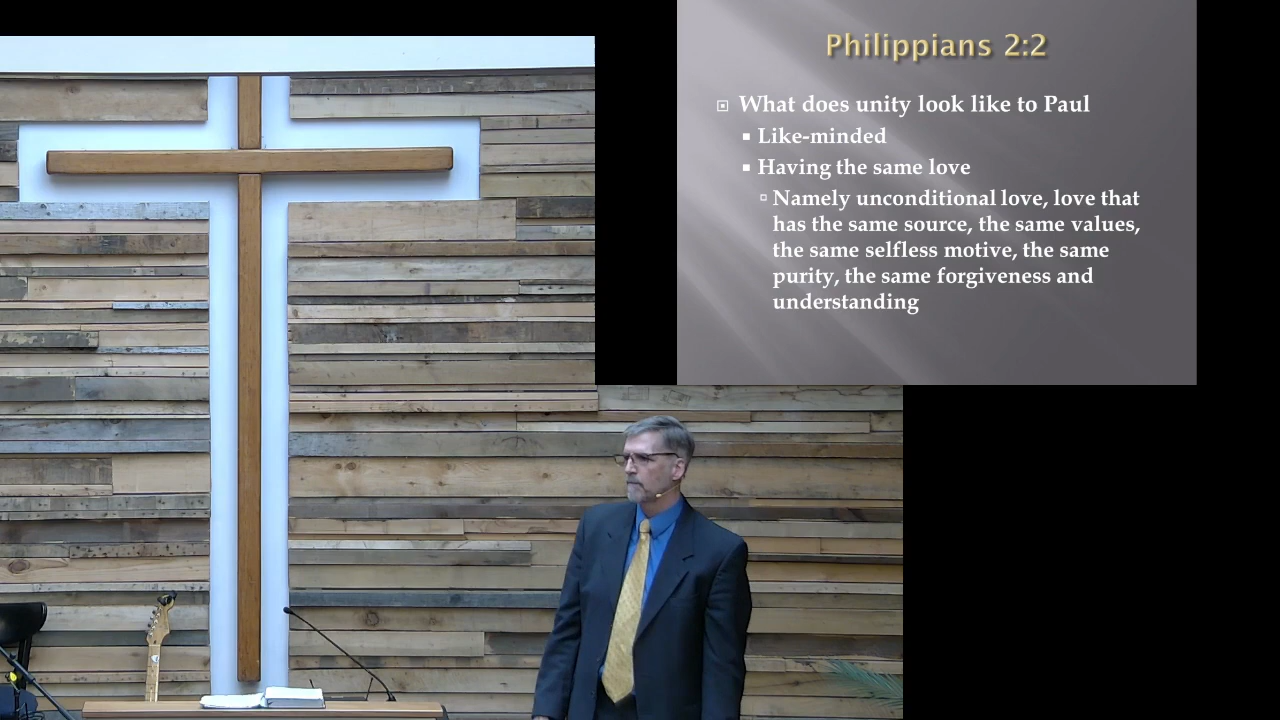 Philippians 2:2
What does unity look like to Paul
Like-minded
Having the same love
Namely unconditional love, love that
has the same source, the same values,
the same selfless motive, the same
purity, the same forgiveness and
understanding